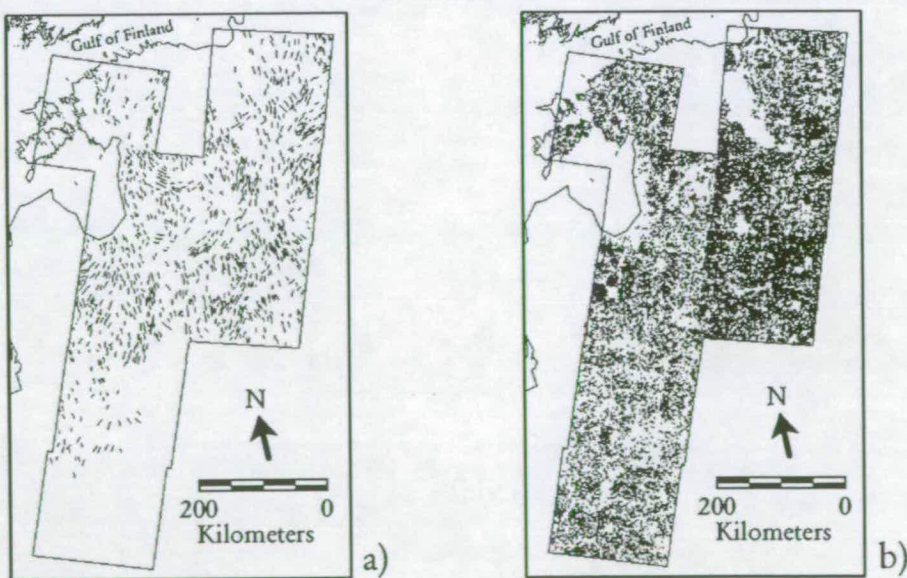 Gulf of Finland
N
200 0
Kilometers
a)
Gulf of Finland
N
200 0
Kilometers
b)